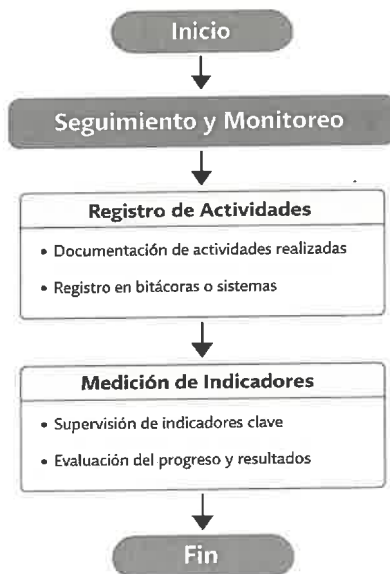 Inicio
Seguimiento y Monitoreo
Registro de Actividades
• Documentación de actividades realizadas
• Registro en bitácoras o sistemas
Medición de Indicadores
• Supervisión de indicadores clave
• Evaluación del progreso y resultados
Fin